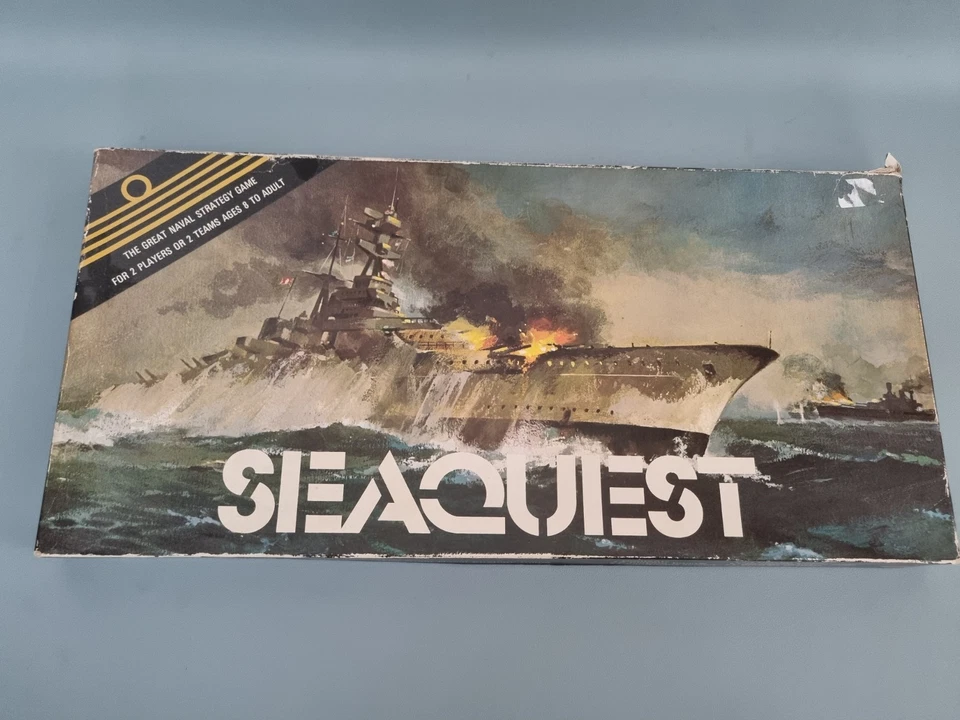 THE GREAT NAVAL STRATEGY GAME
FOR 2 PLAYERS OR 2 TEAMS AGES 8 TO ADULT
SEAQUEST